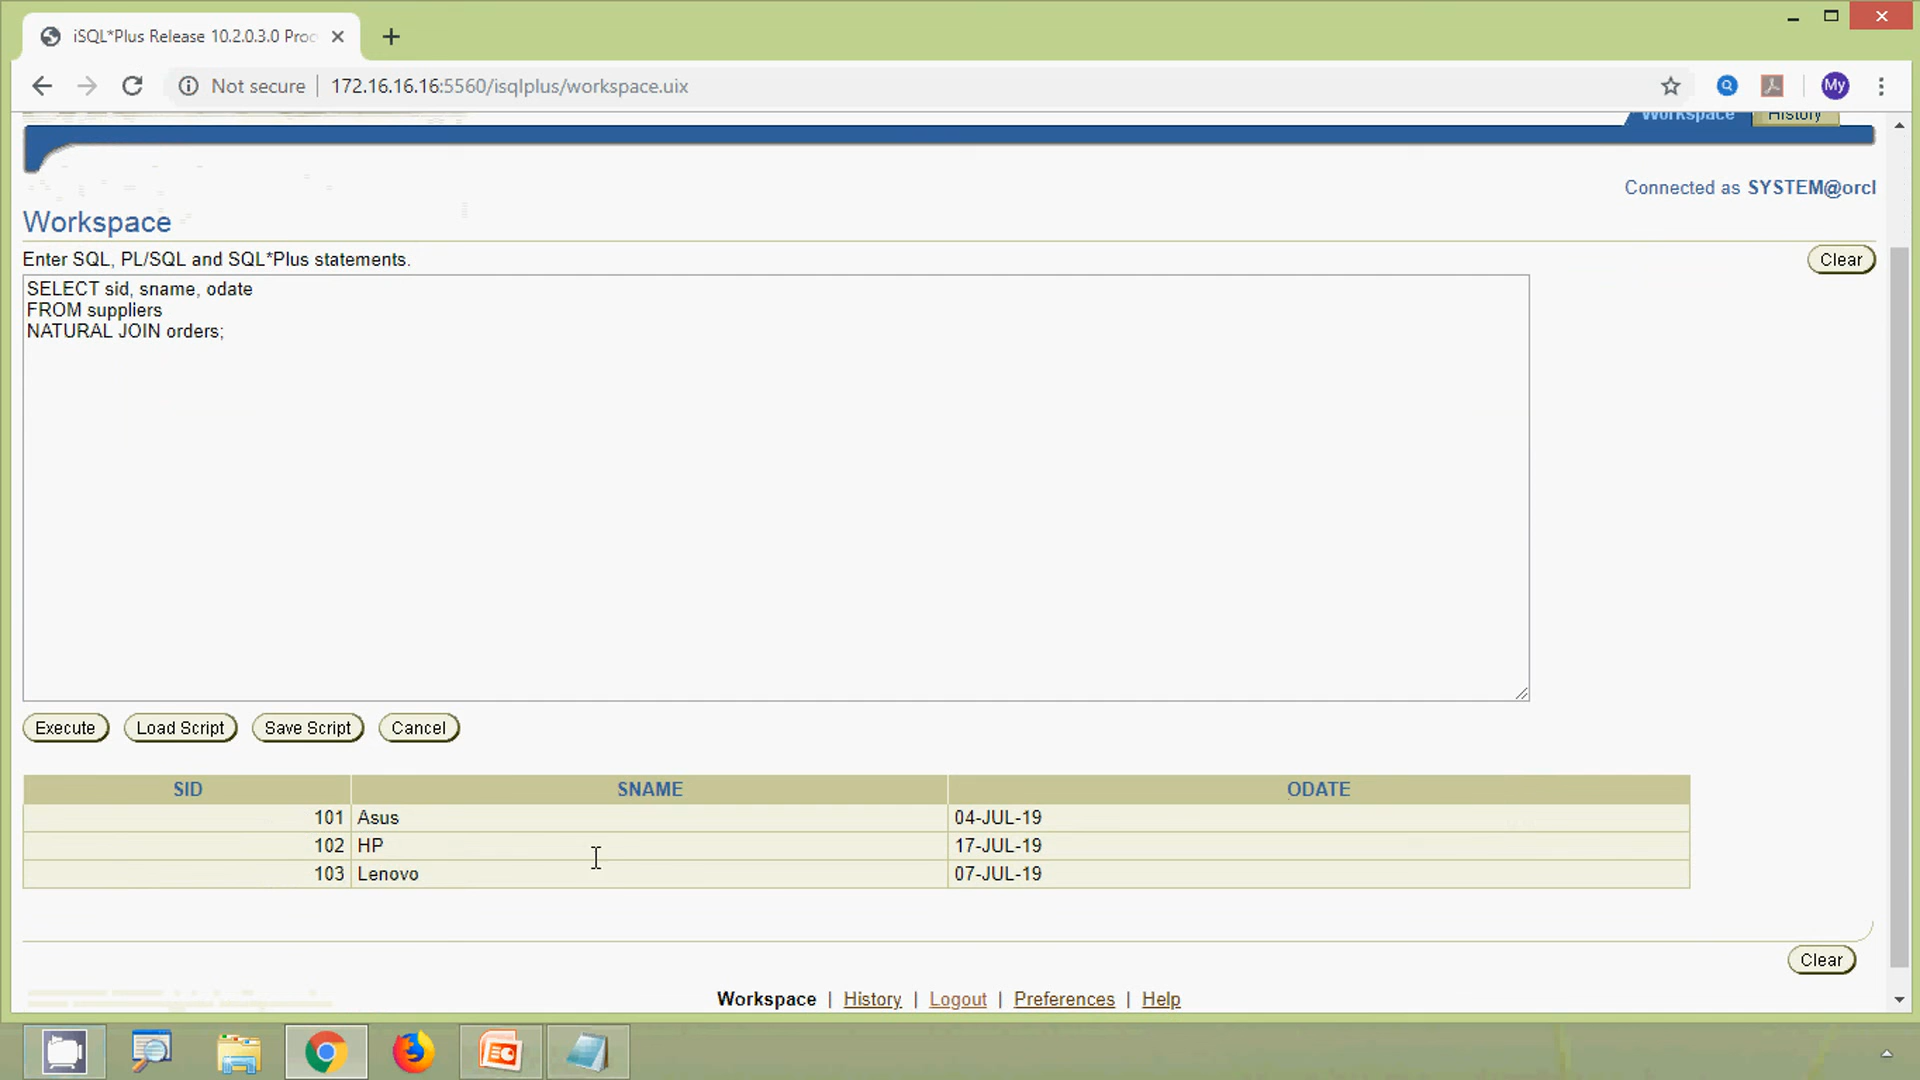 iSQL*Plus Release 10.2.0.3.0 Proc
Not secure
172.16.16.16:5560/isqlplus/workspace.uix
My
Workspace
History
Connected as SYSTEM@orcl
Workspace
Enter SQL, PL/SQL and SQL*Plus statements.
Clear
SELECT sid, sname, odate
FROM suppliers
NATURAL JOIN orders;
Execute
Load Script
Save Script
Cancel
SID SNAME ODATE
101 Asus 04-JUL-19
102 HP 17-JUL-19
103 Lenovo 07-JUL-19
Clear
Workspace | History | Logout | Preferences | Help